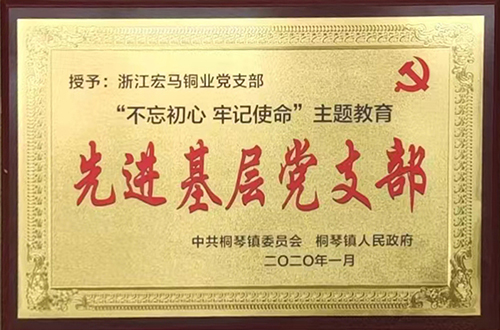 授予：浙江宏马铜业党支部
“不忘初心 牢记使命”主题教育
先进基层党支部
中共桐琴镇委员会 桐琴镇人民政府
二〇二〇年一月